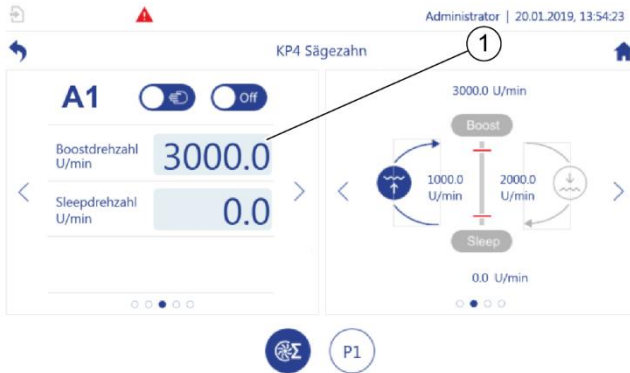 Administrator | 20.01.2019, 13:54:23
KP4 Sägezahn
1
A1
Off
Boostdrehzahl
U/min
3000.0
Sleepdrehzahl
U/min
0.0
3000.0 U/min
Boost
1000.0
U/min
2000.0
U/min
Sleep
0.0 U/min
Σ
P1